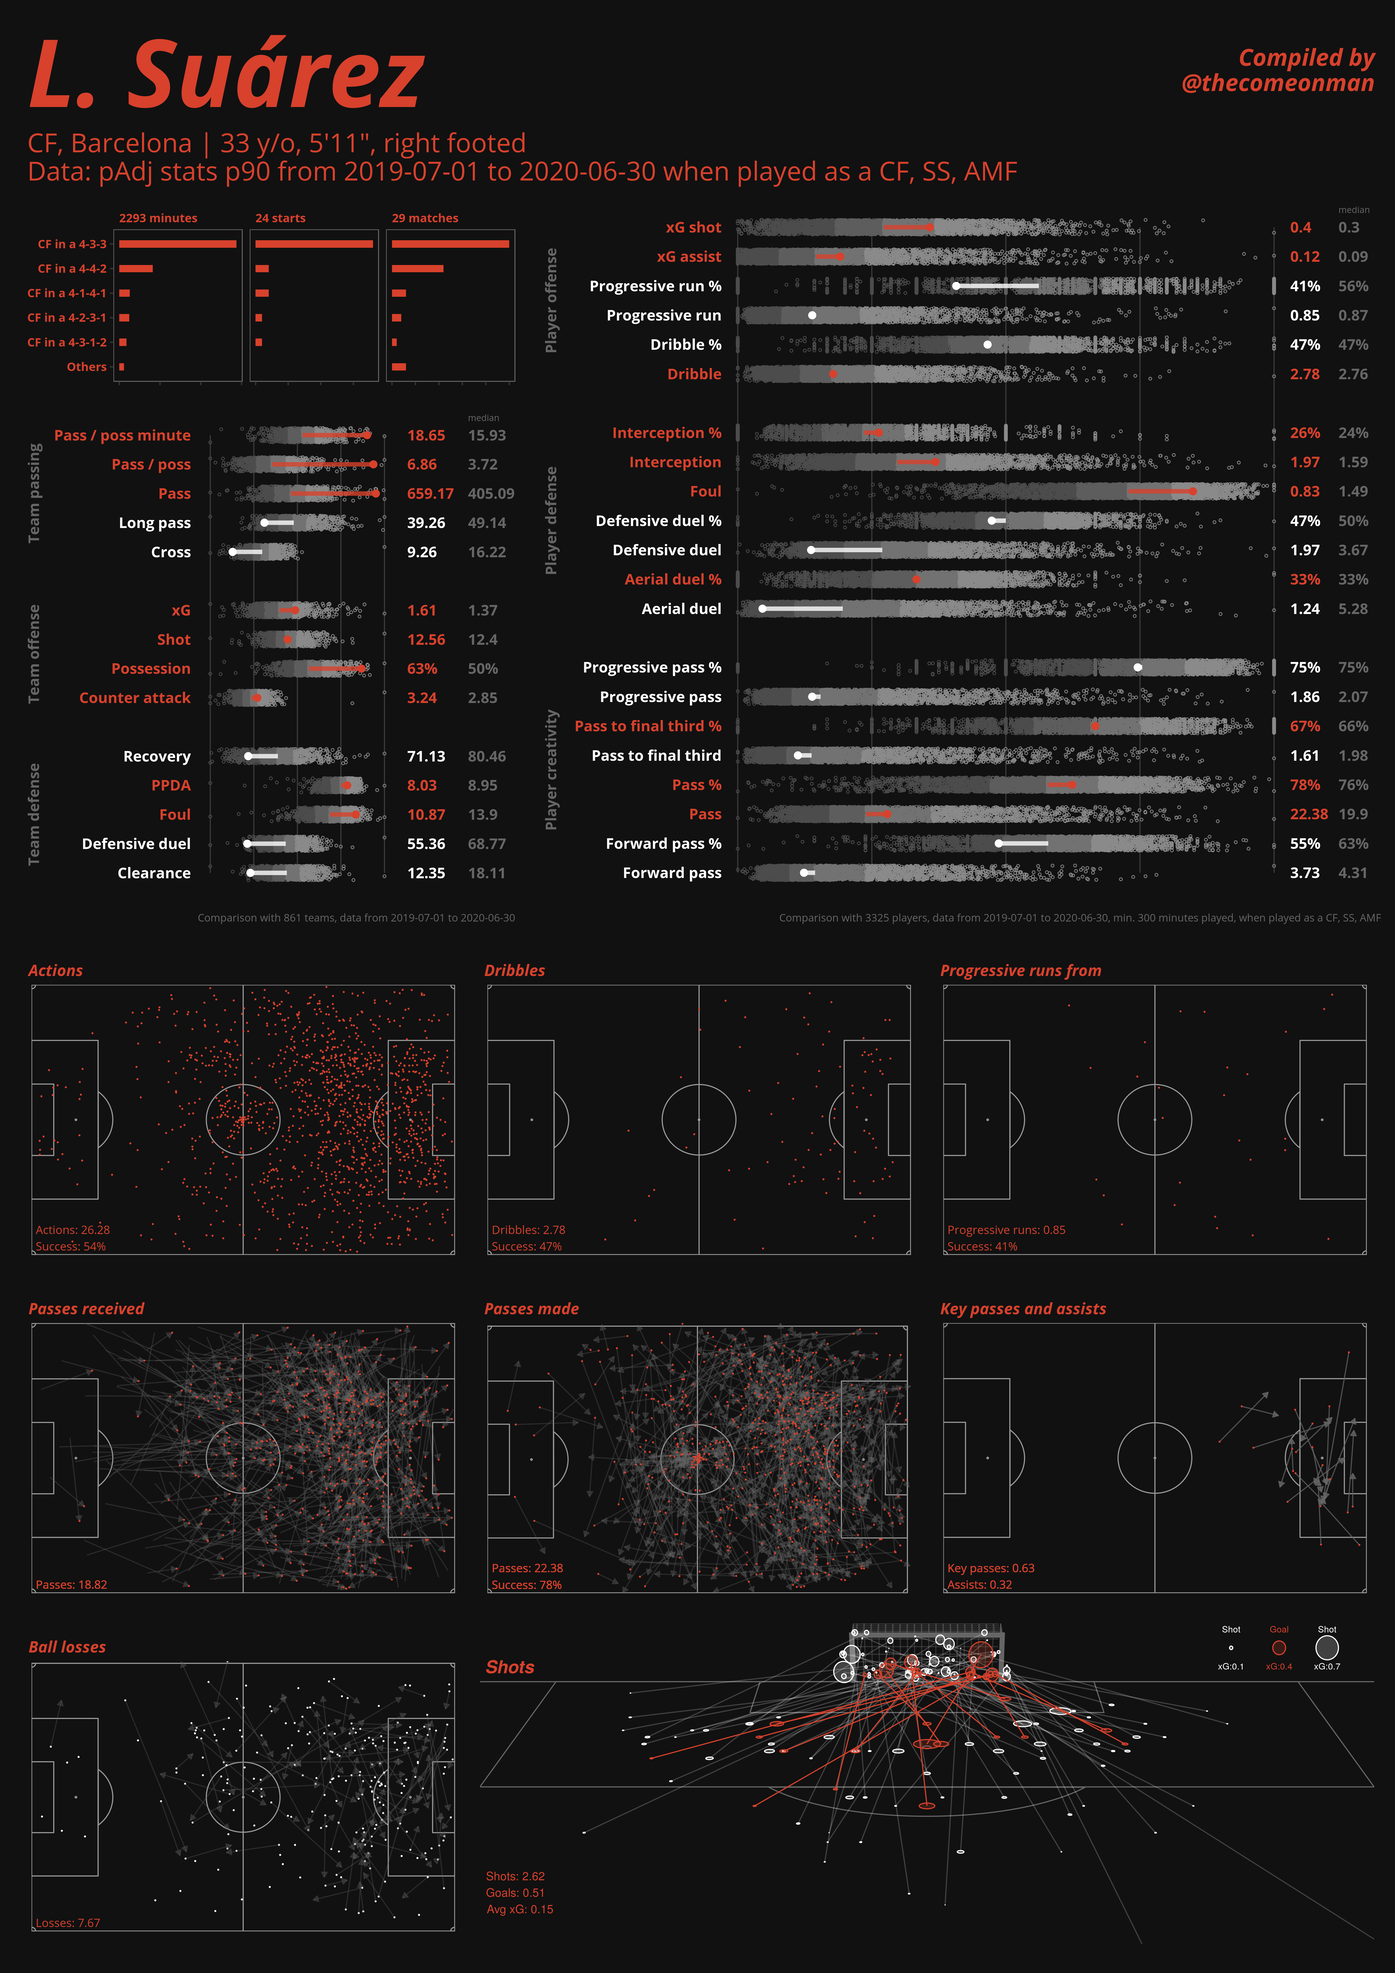 L. Suárez
Compiled by
@thecomeonman
CF, Barcelona | 33 y/o, 5'11", right footed
Data: pAdj stats p90 from 2019-07-01 to 2020-06-30 when played as a CF, SS, AMF
2293 minutes 24 starts 29 matches
CF in a 4-3-3
CF in a 4-4-2
CF in a 4-1-4-1
CF in a 4-2-3-1
CF in a 4-3-1-2
Others
median
Team passing
Pass / poss minute 18.65 15.93
Pass / poss 6.86 3.72
Pass 659.17 405.09
Long pass 39.26 49.14
Cross 9.26 16.22
Team offense
xG 1.61 1.37
Shot 12.56 12.4
Possession 63% 50%
Counter attack 3.24 2.85
Team defense
Recovery 71.13 80.46
PPDA 8.03 8.95
Foul 10.87 13.9
Defensive duel 55.36 68.77
Clearance 12.35 18.11
Comparison with 861 teams, data from 2019-07-01 to 2020-06-30
median
Player offense
xG shot 0.4 0.3
xG assist 0.12 0.09
Progressive run % 41% 56%
Progressive run 0.85 0.87
Dribble % 47% 47%
Dribble 2.78 2.76
Player defense
Interception % 26% 24%
Interception 1.97 1.59
Foul 0.83 1.49
Defensive duel % 47% 50%
Defensive duel 1.97 3.67
Aerial duel % 33% 33%
Aerial duel 1.24 5.28
Player creativity
Progressive pass % 75% 75%
Progressive pass 1.86 2.07
Pass to final third % 67% 66%
Pass to final third 1.61 1.98
Pass % 78% 76%
Pass 22.38 19.9
Forward pass % 55% 63%
Forward pass 3.73 4.31
Comparison with 3325 players, data from 2019-07-01 to 2020-06-30, min. 300 minutes played, when played as a CF, SS, AMF
Actions
Actions: 26.28
Success: 54%
Dribbles
Dribbles: 2.78
Success: 47%
Progressive runs from
Progressive runs: 0.85
Success: 41%
Passes received
Passes: 18.82
Passes made
Passes: 22.38
Success: 78%
Key passes and assists
Key passes: 0.63
Assists: 0.32
Ball losses
Losses: 7.67
Shots
Shot Goal Shot
xG:0.1 xG:0.4 xG:0.7
Shots: 2.62
Goals: 0.51
Avg xG: 0.15